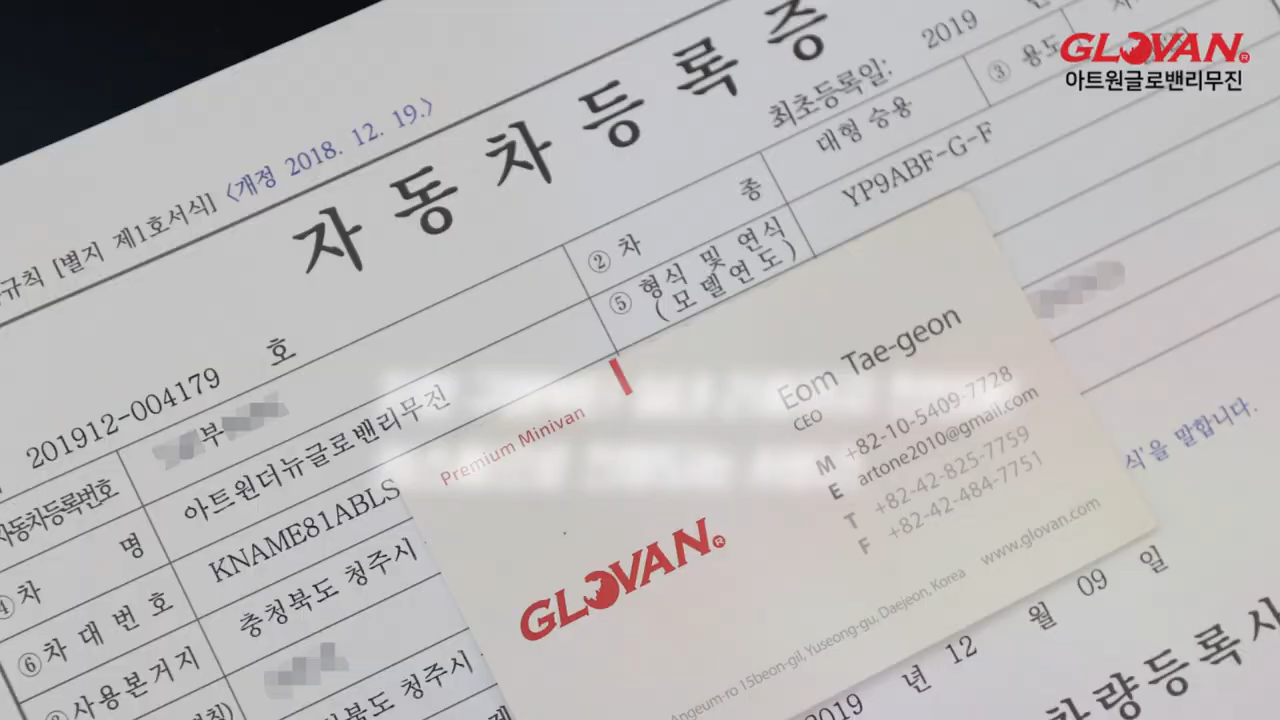 GLOVAN®
아트원글로밴리무진
규칙 [별지 제1호서식] <개정 2018. 12. 19.>
자동차등록증
201912-004179 호
최초등록일: 2019
자동차등록번호
부
② 차 종
대형 승용
③ 용도
④ 차 명
아트원더뉴글로밴리무진
⑤ 형식 및 연식
(모델연도)
YP9ABF-G-F
⑥ 차 대 번 호
KNAME81ABLS
사용본거지
충청북도 청주시
북도 청주시
식'을 말합니다.
2019 년 12 월 09 일
차량등록사
Premium Minivan
GLOVAN®
Eom Tae-geon
CEO
M +82-10-5409-7728
E artone2010@gmail.com
T +82-42-825-7759
F +82-42-484-7751
Angeum-ro 15beon-gil, Yuseong-gu, Daejeon, Korea www.glovan.com